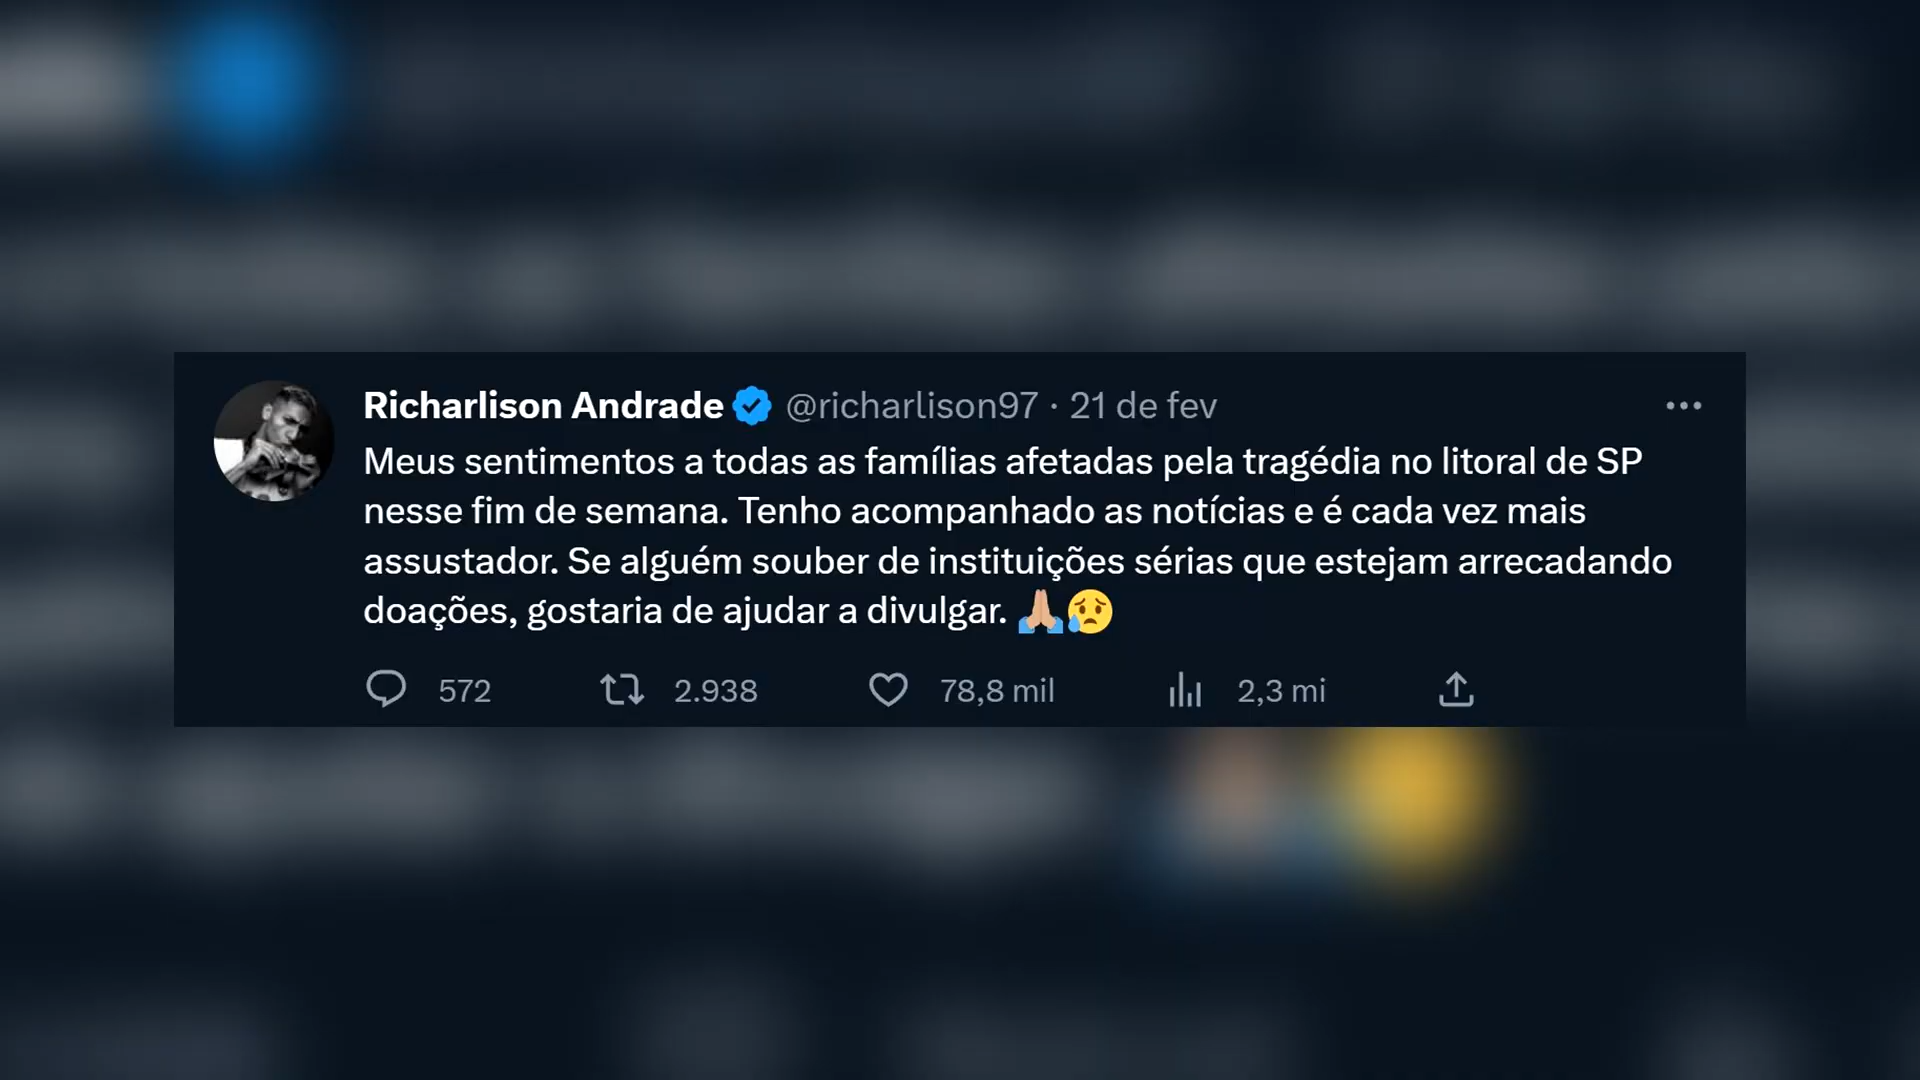 Richarlison Andrade @richarlison97 · 21 de fev
Meus sentimentos a todas as famílias afetadas pela tragédia no litoral de SP
nesse fim de semana. Tenho acompanhado as notícias e é cada vez mais
assustador. Se alguém souber de instituições sérias que estejam arrecadando
doações, gostaria de ajudar a divulgar. 🙏🏼😥
572 2.938 78,8 mil 2,3 mi